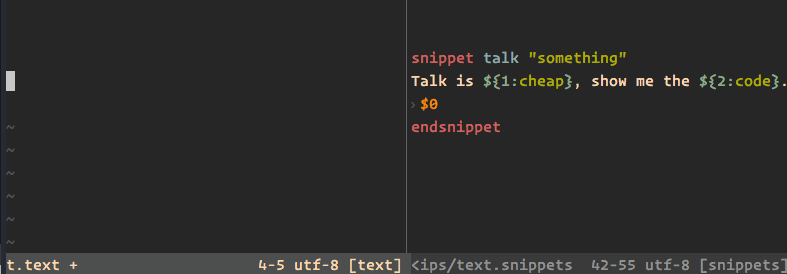 snippet talk "something"
Talk is ${1:cheap}, show me the ${2:code}.
› $0
endsnippet
~
~
~
~
~
~
t.text + 4-5 utf-8 [text]
<ips/text.snippets 42-55 utf-8 [snippets]